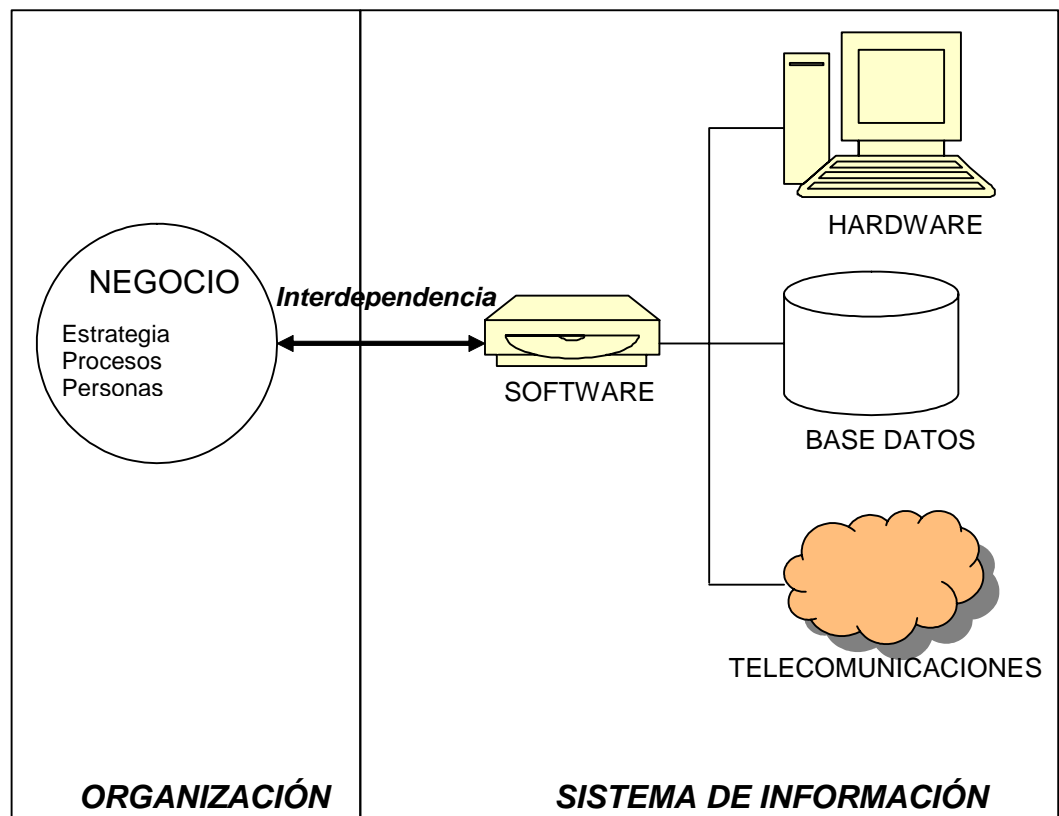 HARDWARE
NEGOCIO
Estrategia
Procesos
Personas
Interdependencia
SOFTWARE
BASE DATOS
TELECOMUNICACIONES
ORGANIZACIÓN
SISTEMA DE INFORMACIÓN